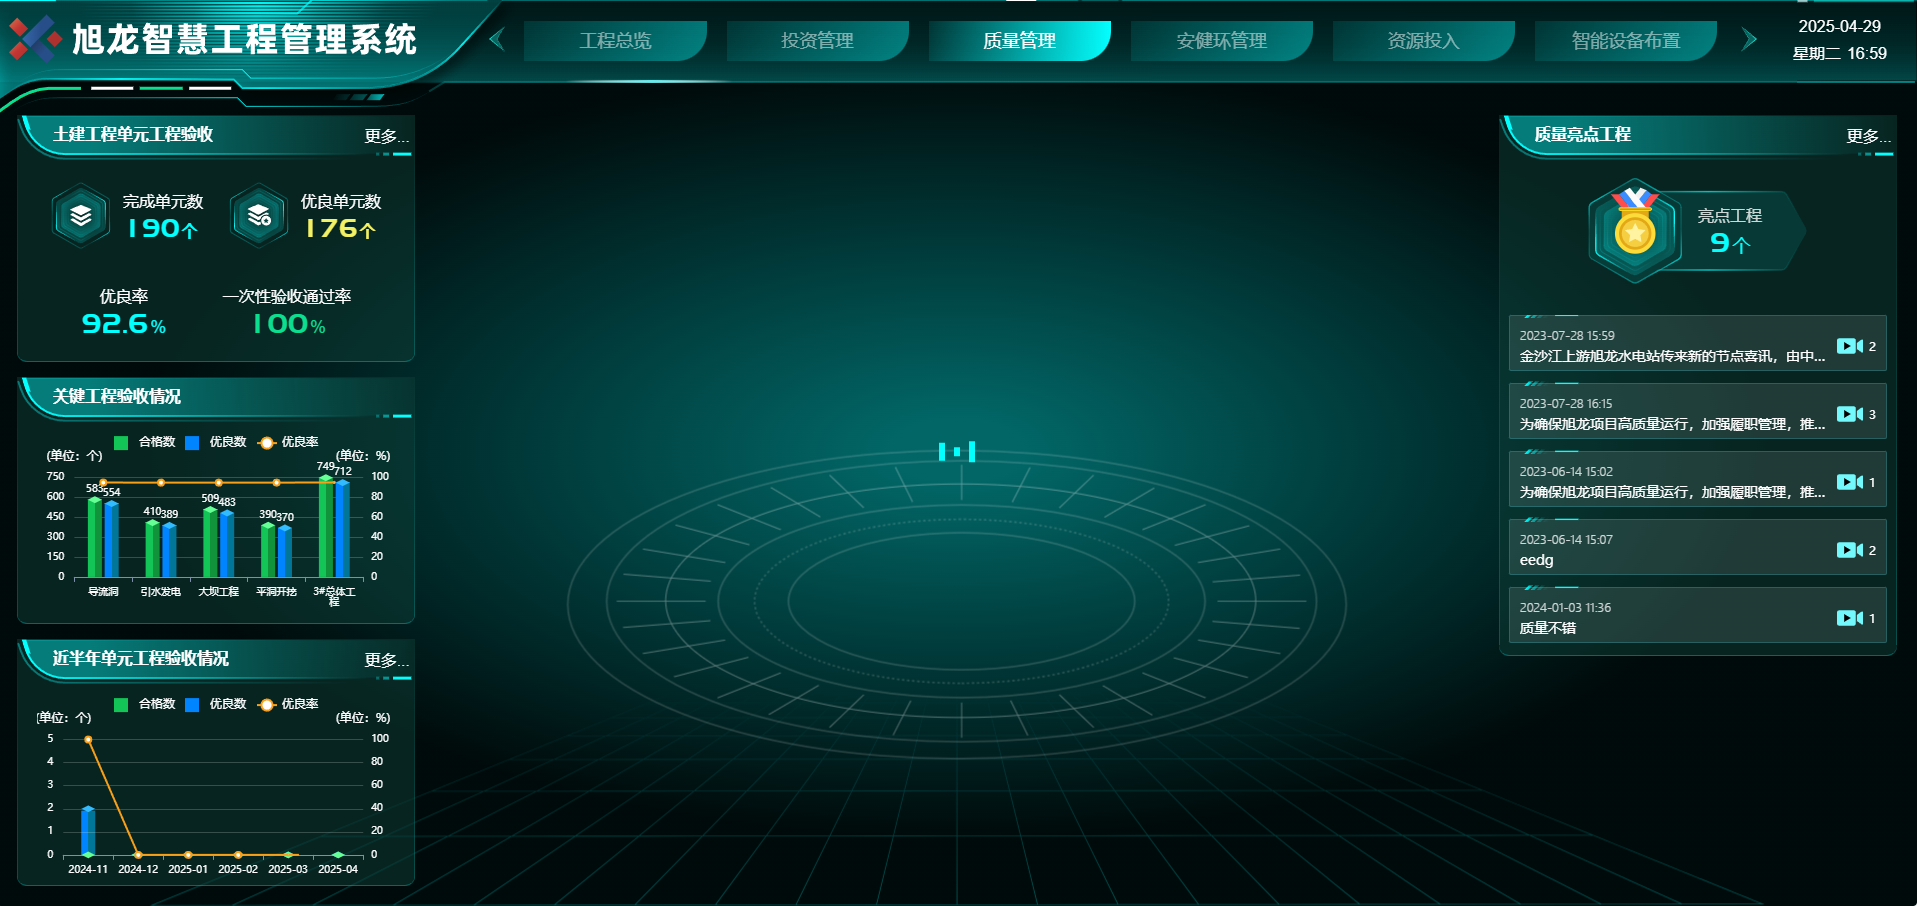 旭龙智慧工程管理系统
工程总览
投资管理
质量管理
安健环管理
资源投入
智能设备布置
2025-04-29
星期二 16:59
土建工程单元工程验收
更多...
完成单元数
190个
优良单元数
176个
优良率
92.6%
一次性验收通过率
100%
关键工程验收情况
合格数 优良数 优良率
(单位：个) (单位：%)
750 600 450 300 150 0
100 80 60 40 20 0
583 554 410 389 509 483 390 370 749 712
导流洞 引水发电 大坝工程 平洞开挖 3#总体工
程
近半年单元工程验收情况
更多...
合格数 优良数 优良率
(单位：个) (单位：%)
5 4 3 2 1 0
100 80 60 40 20 0
2024-11 2024-12 2025-01 2025-02 2025-03 2025-04
质量亮点工程
更多...
亮点工程
9个
2023-07-28 15:59
金沙江上游旭龙水电站传来新的节点喜讯，由中...
2
2023-07-28 16:15
为确保旭龙项目高质量运行，加强履职管理，推...
3
2023-06-14 15:02
为确保旭龙项目高质量运行，加强履职管理，推...
1
2023-06-14 15:07
eedg
2
2024-01-03 11:36
质量不错
1